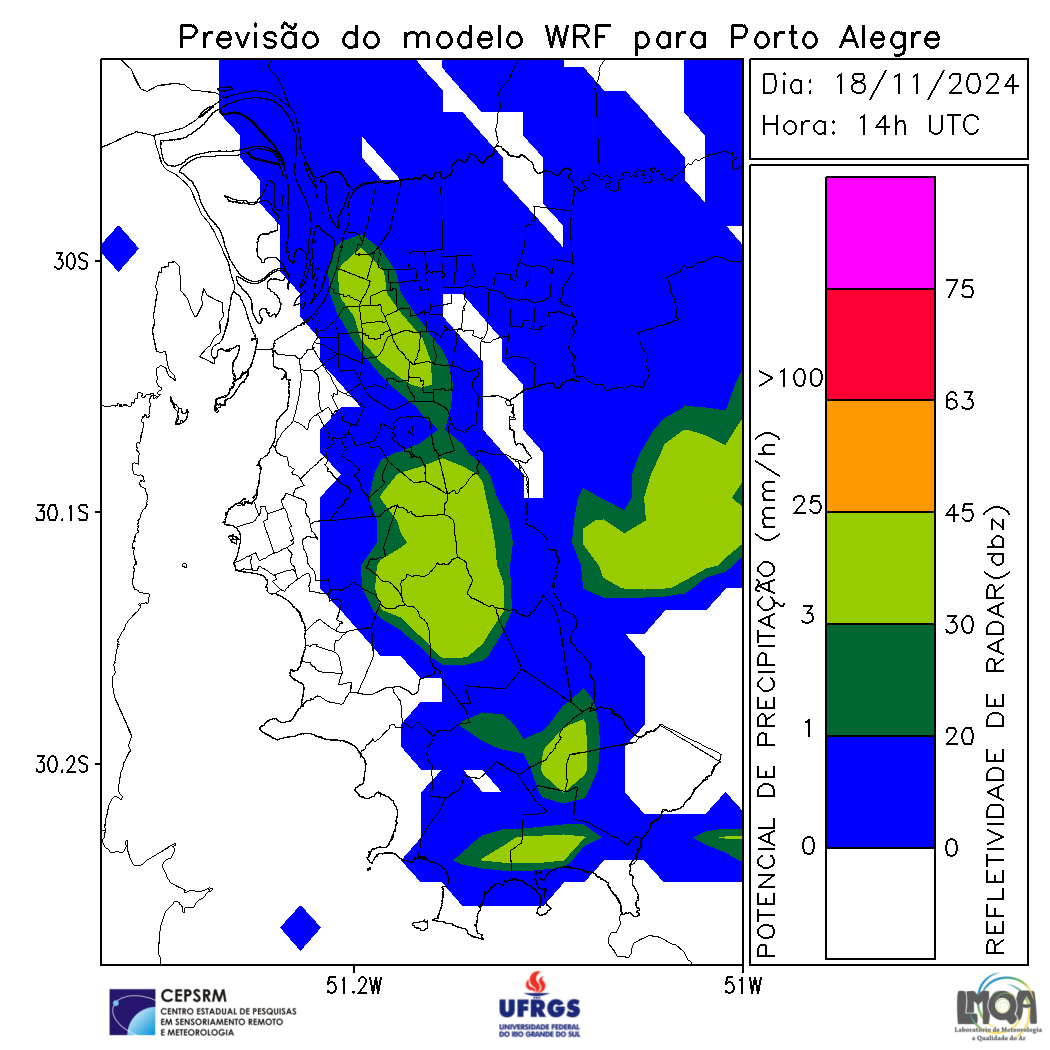 Previsão do modelo WRF para Porto Alegre
Dia: 18/11/2024
Hora: 14h UTC
30S
30.1S
30.2S
51.2W
51W
POTENCIAL DE PRECIPITAÇÃO (mm/h)
>100
25
3
1
0
75
63
45
30
20
0
REFLETIVIDADE DE RADAR(dbz)
CEPSRM
CENTRO ESTADUAL DE PESQUISAS
EM SENSORIAMENTO REMOTO
E METEOROLOGIA
UFRGS
UNIVERSIDADE FEDERAL
DO RIO GRANDE DO SUL
LMQA
Laboratório de Meteorologia
e Qualidade do Ar